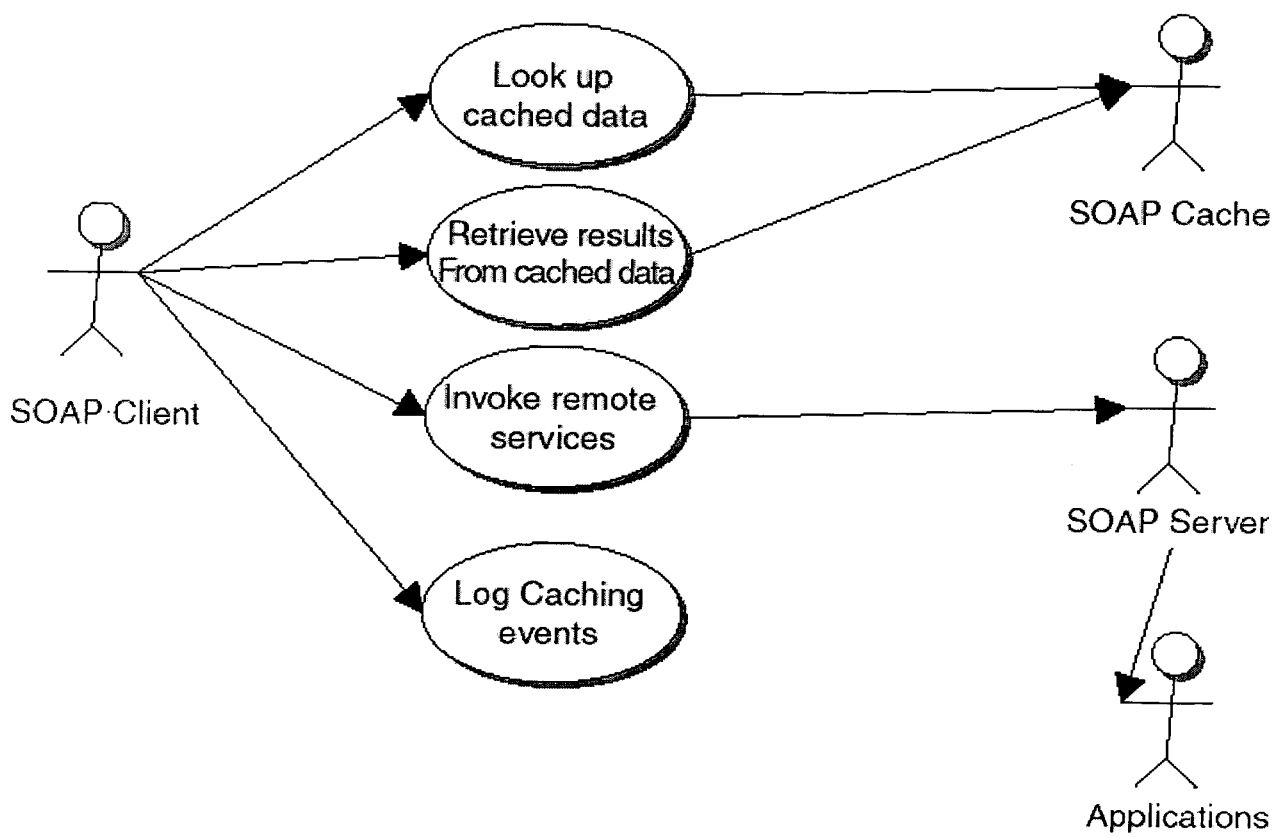 Look up
cached data
SOAP Cache
Retrieve results
From cached data
SOAP Client
Invoke remote
services
SOAP Server
Log Caching
events
Applications